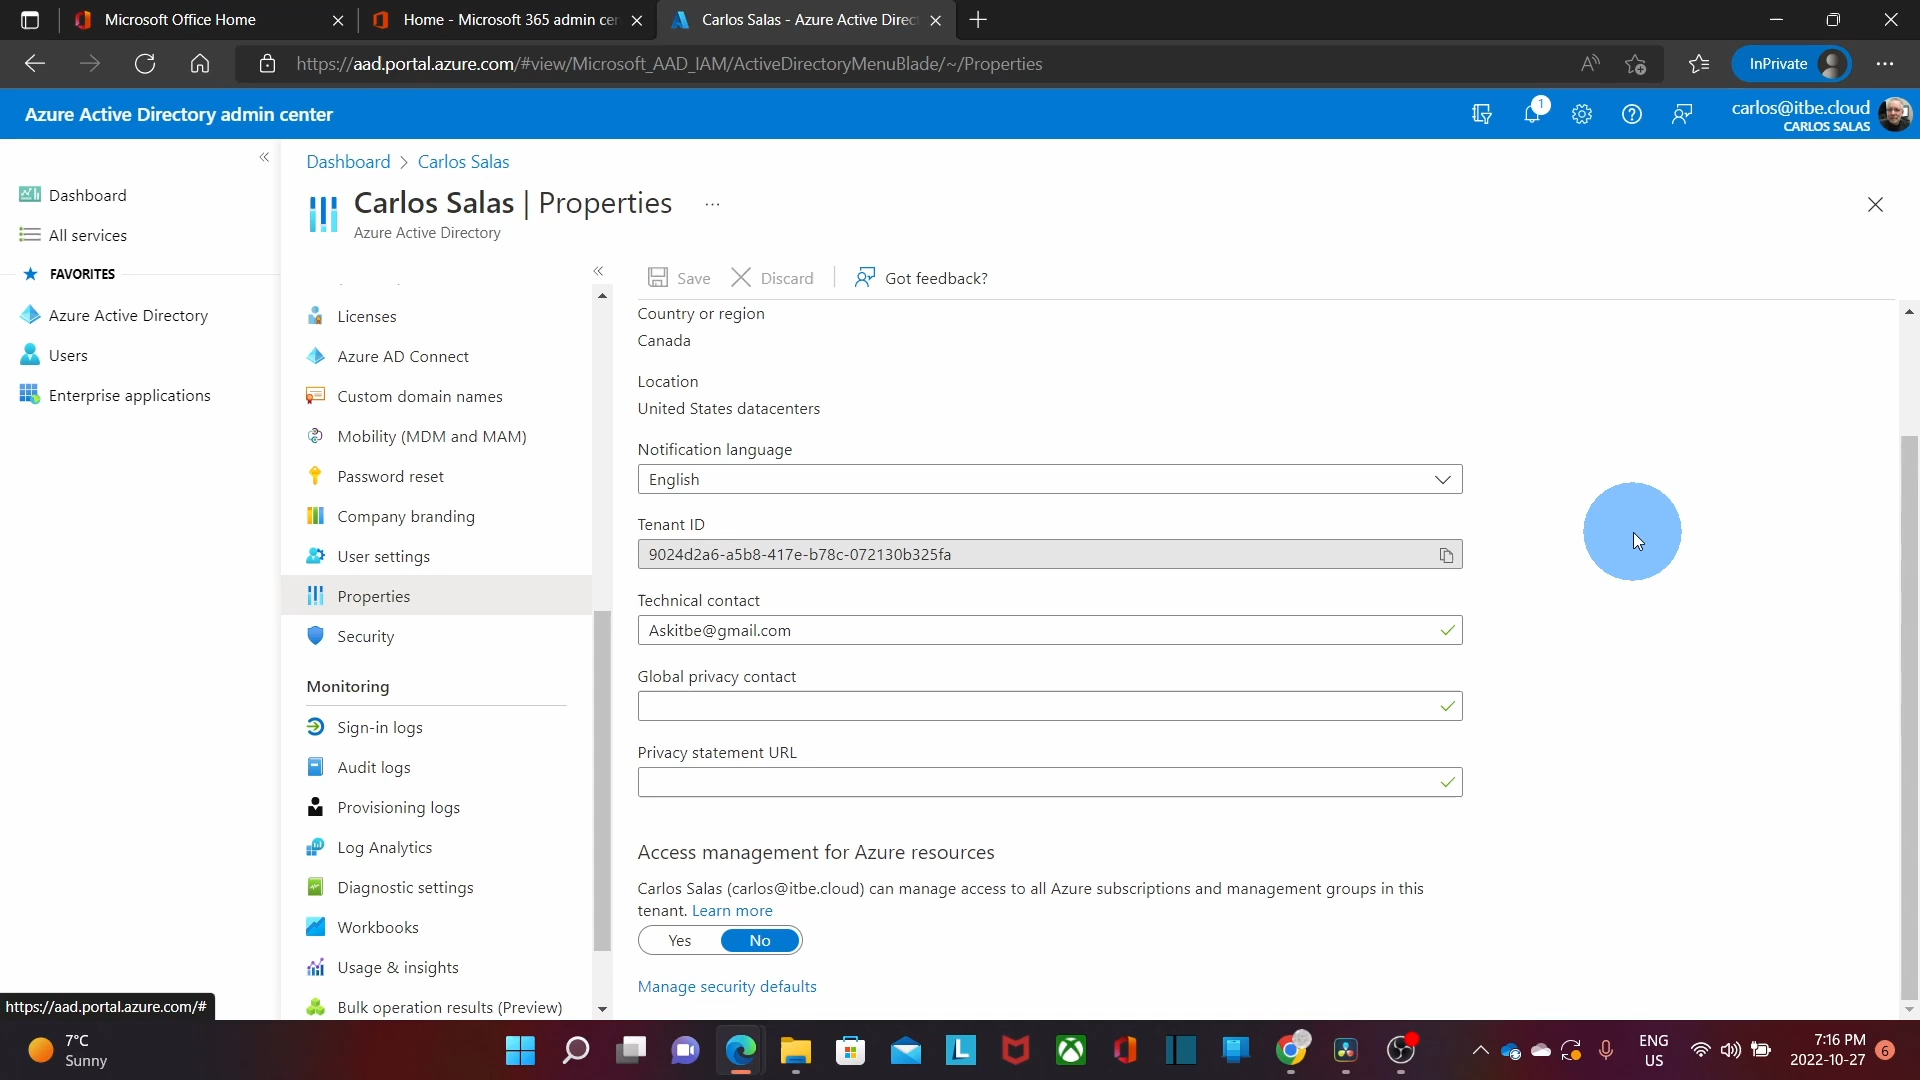 Microsoft Office Home
Home - Microsoft 365 admin cer
Carlos Salas - Azure Active Direc
https://aad.portal.azure.com/#view/Microsoft_AAD_IAM/ActiveDirectoryMenuBlade/~/Properties
InPrivate
Azure Active Directory admin center
1
carlos@itbe.cloud
CARLOS SALAS
Dashboard
All services
FAVORITES
Azure Active Directory
Users
Enterprise applications
Dashboard > Carlos Salas
Carlos Salas | Properties ...
Azure Active Directory
Licenses
Azure AD Connect
Custom domain names
Mobility (MDM and MAM)
Password reset
Company branding
User settings
Properties
Security
Monitoring
Sign-in logs
Audit logs
Provisioning logs
Log Analytics
Diagnostic settings
Workbooks
Usage & insights
Bulk operation results (Preview)
Save
Discard
Got feedback?
Country or region
Canada
Location
United States datacenters
Notification language
English
Tenant ID
9024d2a6-a5b8-417e-b78c-072130b325fa
Technical contact
Askitbe@gmail.com
Global privacy contact
Privacy statement URL
Access management for Azure resources
Carlos Salas (carlos@itbe.cloud) can manage access to all Azure subscriptions and management groups in this
tenant. Learn more
Yes No
Manage security defaults
https://aad.portal.azure.com/#
7°C
Sunny
ENG
US
7:16 PM
2022-10-27
6